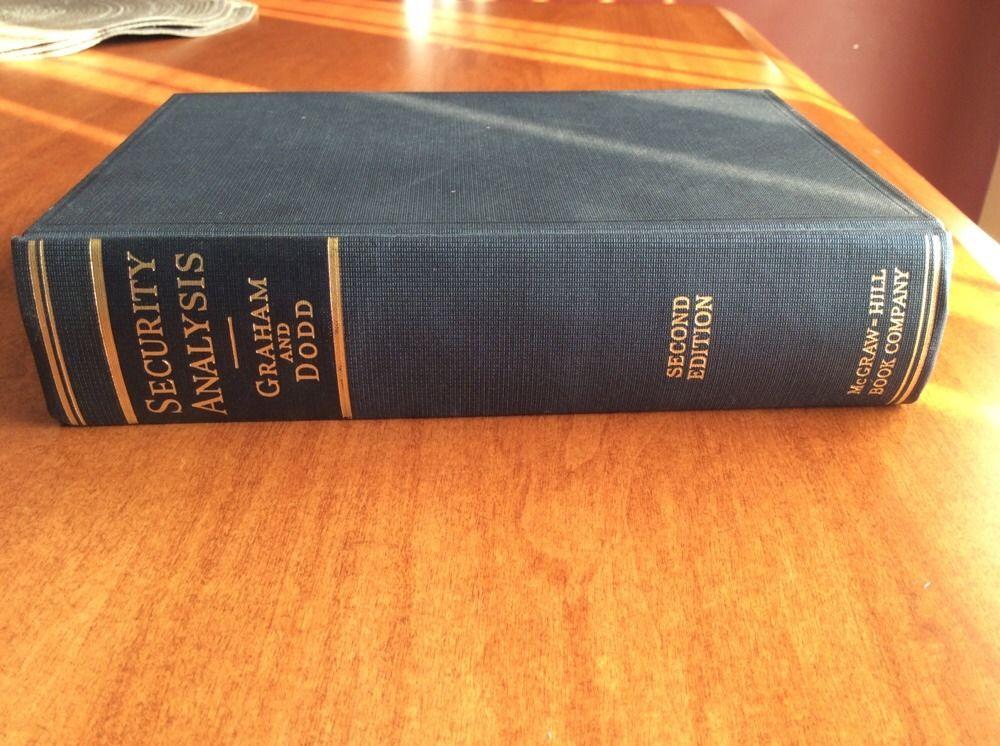 SECURITY
ANALYSIS
GRAHAM
AND
DODD
SECOND
EDITION
McGRAW-HILL
BOOK COMPANY